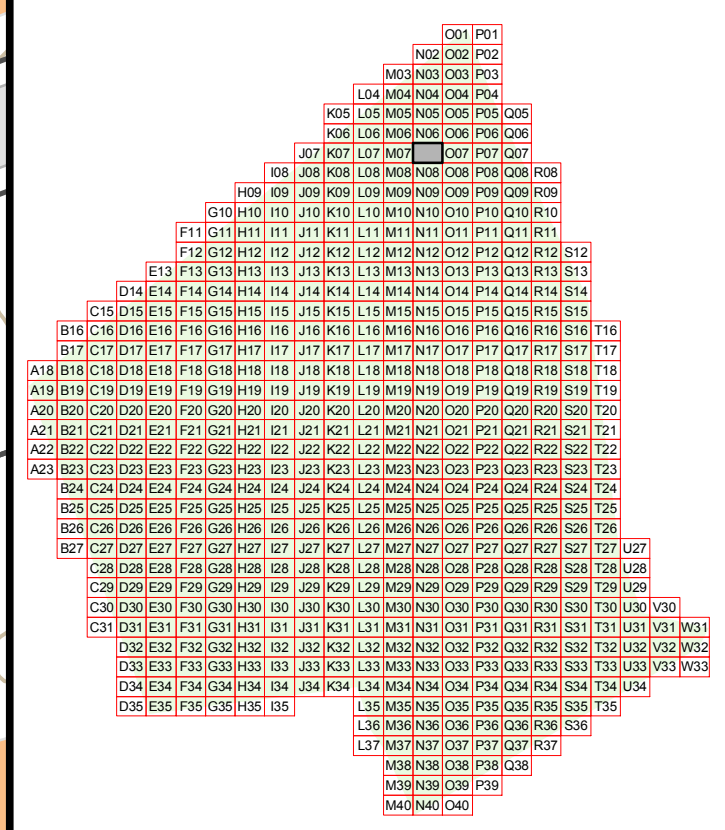 O01 P01
N02 O02 P02
M03 N03 O03 P03
L04 M04 N04 O04 P04
K05 L05 M05 N05 O05 P05 Q05
K06 L06 M06 N06 O06 P06 Q06
J07 K07 L07 M07 O07 P07 Q07
I08 J08 K08 L08 M08 N08 O08 P08 Q08 R08
H09 I09 J09 K09 L09 M09 N09 O09 P09 Q09 R09
G10 H10 I10 J10 K10 L10 M10 N10 O10 P10 Q10 R10
F11 G11 H11 I11 J11 K11 L11 M11 N11 O11 P11 Q11 R11
F12 G12 H12 I12 J12 K12 L12 M12 N12 O12 P12 Q12 R12 S12
E13 F13 G13 H13 I13 J13 K13 L13 M13 N13 O13 P13 Q13 R13 S13
D14 E14 F14 G14 H14 I14 J14 K14 L14 M14 N14 O14 P14 Q14 R14 S14
C15 D15 E15 F15 G15 H15 I15 J15 K15 L15 M15 N15 O15 P15 Q15 R15 S15
B16 C16 D16 E16 F16 G16 H16 I16 J16 K16 L16 M16 N16 O16 P16 Q16 R16 S16 T16
B17 C17 D17 E17 F17 G17 H17 I17 J17 K17 L17 M17 N17 O17 P17 Q17 R17 S17 T17
A18 B18 C18 D18 E18 F18 G18 H18 I18 J18 K18 L18 M18 N18 O18 P18 Q18 R18 S18 T18
A19 B19 C19 D19 E19 F19 G19 H19 I19 J19 K19 L19 M19 N19 O19 P19 Q19 R19 S19 T19
A20 B20 C20 D20 E20 F20 G20 H20 I20 J20 K20 L20 M20 N20 O20 P20 Q20 R20 S20 T20
A21 B21 C21 D21 E21 F21 G21 H21 I21 J21 K21 L21 M21 N21 O21 P21 Q21 R21 S21 T21
A22 B22 C22 D22 E22 F22 G22 H22 I22 J22 K22 L22 M22 N22 O22 P22 Q22 R22 S22 T22
A23 B23 C23 D23 E23 F23 G23 H23 I23 J23 K23 L23 M23 N23 O23 P23 Q23 R23 S23 T23
B24 C24 D24 E24 F24 G24 H24 I24 J24 K24 L24 M24 N24 O24 P24 Q24 R24 S24 T24
B25 C25 D25 E25 F25 G25 H25 I25 J25 K25 L25 M25 N25 O25 P25 Q25 R25 S25 T25
B26 C26 D26 E26 F26 G26 H26 I26 J26 K26 L26 M26 N26 O26 P26 Q26 R26 S26 T26
B27 C27 D27 E27 F27 G27 H27 I27 J27 K27 L27 M27 N27 O27 P27 Q27 R27 S27 T27 U27
C28 D28 E28 F28 G28 H28 I28 J28 K28 L28 M28 N28 O28 P28 Q28 R28 S28 T28 U28
C29 D29 E29 F29 G29 H29 I29 J29 K29 L29 M29 N29 O29 P29 Q29 R29 S29 T29 U29
C30 D30 E30 F30 G30 H30 I30 J30 K30 L30 M30 N30 O30 P30 Q30 R30 S30 T30 U30 V30
C31 D31 E31 F31 G31 H31 I31 J31 K31 L31 M31 N31 O31 P31 Q31 R31 S31 T31 U31 V31 W31
D32 E32 F32 G32 H32 I32 J32 K32 L32 M32 N32 O32 P32 Q32 R32 S32 T32 U32 V32 W32
D33 E33 F33 G33 H33 I33 J33 K33 L33 M33 N33 O33 P33 Q33 R33 S33 T33 U33 V33 W33
D34 E34 F34 G34 H34 I34 J34 K34 L34 M34 N34 O34 P34 Q34 R34 S34 T34 U34
D35 E35 F35 G35 H35 I35 L35 M35 N35 O35 P35 Q35 R35 S35 T35
L36 M36 N36 O36 P36 Q36 R36 S36
L37 M37 N37 O37 P37 Q37 R37
M38 N38 O38 P38 Q38
M39 N39 O39 P39
M40 N40 O40